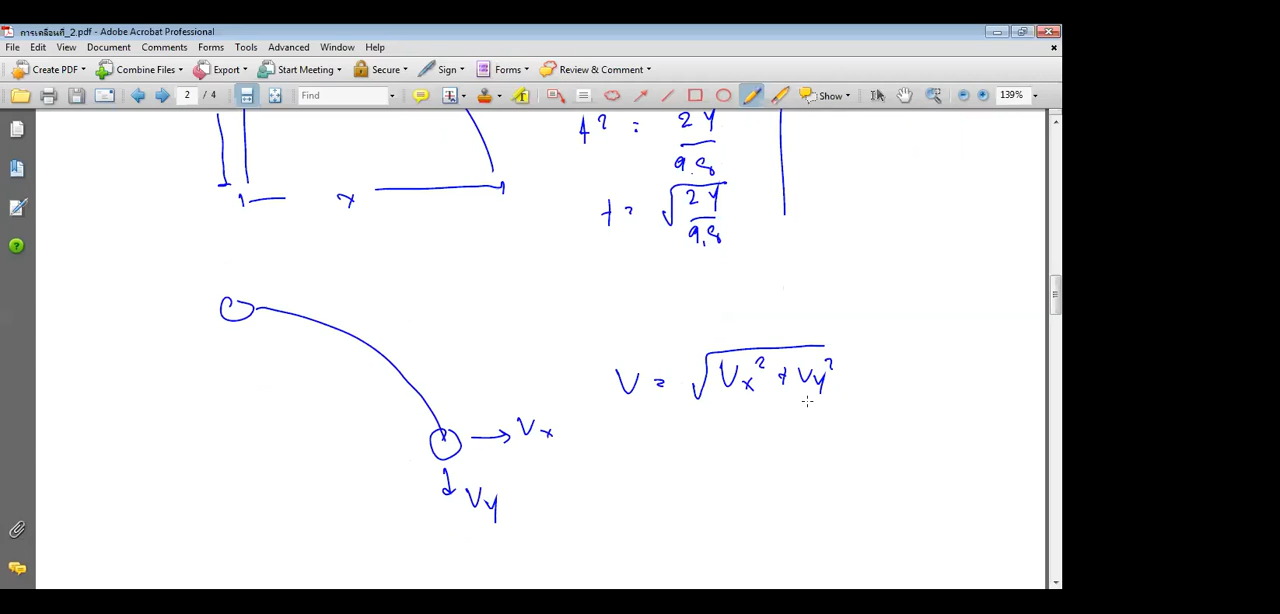 การเคลื่อนที่_2.pdf - Adobe Acrobat Professional
File Edit View Document Comments Forms Tools Advanced Window Help
Create PDF Combine Files Export Start Meeting Secure Sign Forms Review & Comment
2 / 4 Find Show 139%
t² = 2Y/9.8
x
t = √(2Y/9.8)
V = √(Vx² + Vy²)
Vx
Vy